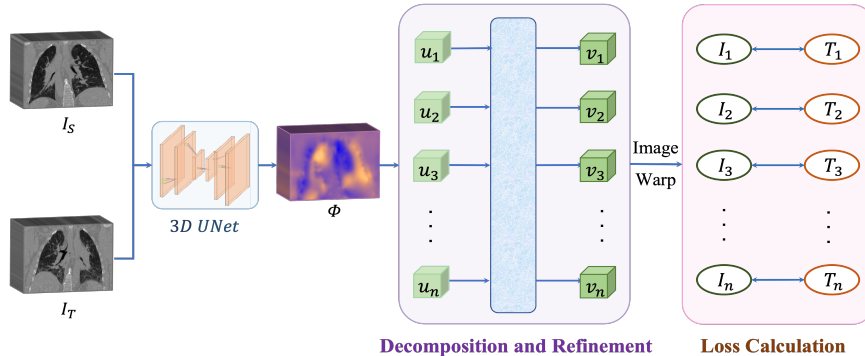 I_S
I_T
3D UNet
Φ
u_1
u_2
u_3
⋮
u_n
v_1
v_2
v_3
⋮
v_n
Decomposition and Refinement
Image
Warp
I_1 T_1
I_2 T_2
I_3 T_3
⋮ ⋮
I_n T_n
Loss Calculation